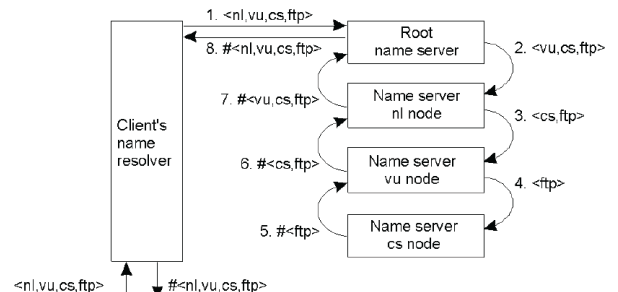 1. <nl,vu,cs,ftp>
Root
name server
8. #<nl,vu,cs,ftp>
2. <vu,cs,ftp>
7. #<vu,cs,ftp>
Name server
nl node
3. <cs,ftp>
Client's
name
resolver
6. #<cs,ftp>
Name server
vu node
4. <ftp>
5. #<ftp>
Name server
cs node
<nl,vu,cs,ftp>
#<nl,vu,cs,ftp>